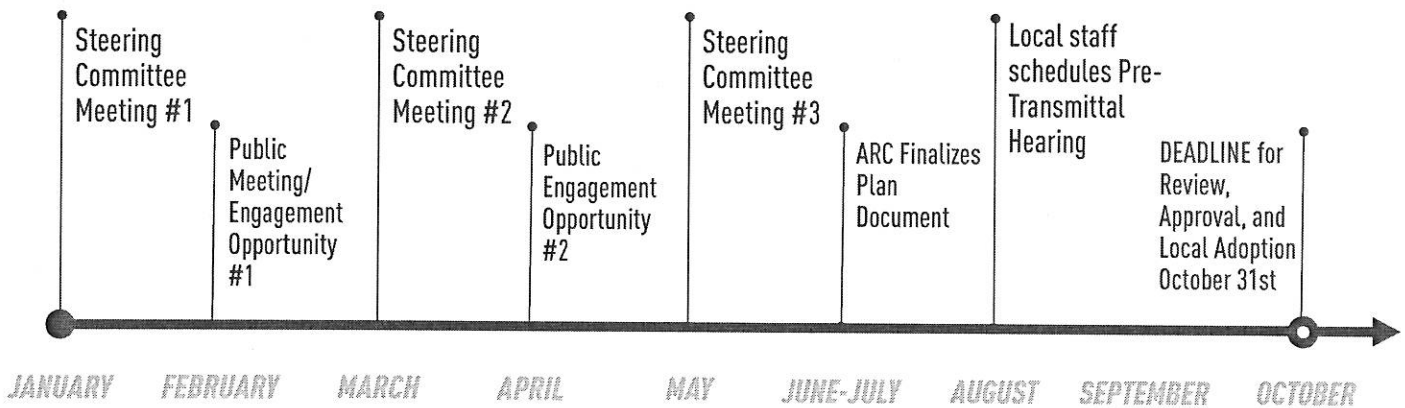 Steering
Committee
Meeting #1
Public
Meeting/
Engagement
Opportunity
#1
Steering
Committee
Meeting #2
Public
Engagement
Opportunity
#2
Steering
Committee
Meeting #3
ARC Finalizes
Plan
Document
Local staff
schedules Pre-
Transmittal
Hearing
DEADLINE for
Review,
Approval, and
Local Adoption
October 31st
JANUARY FEBRUARY MARCH APRIL MAY JUNE-JULY AUGUST SEPTEMBER OCTOBER